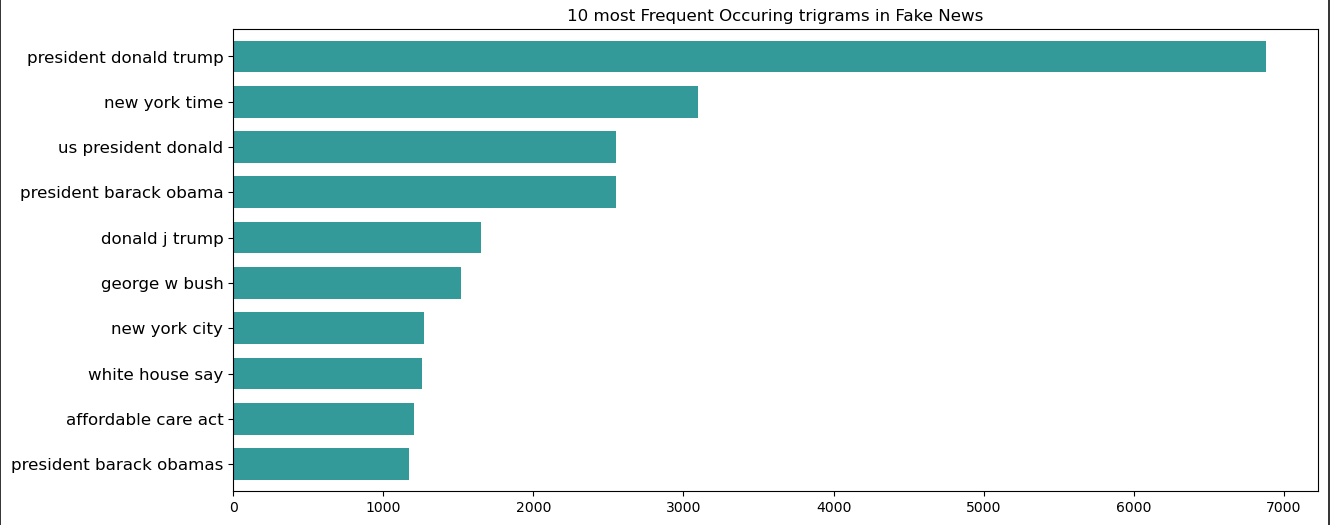 10 most Frequent Occuring trigrams in Fake News
president donald trump
new york time
us president donald
president barack obama
donald j trump
george w bush
new york city
white house say
affordable care act
president barack obamas
0 1000 2000 3000 4000 5000 6000 7000